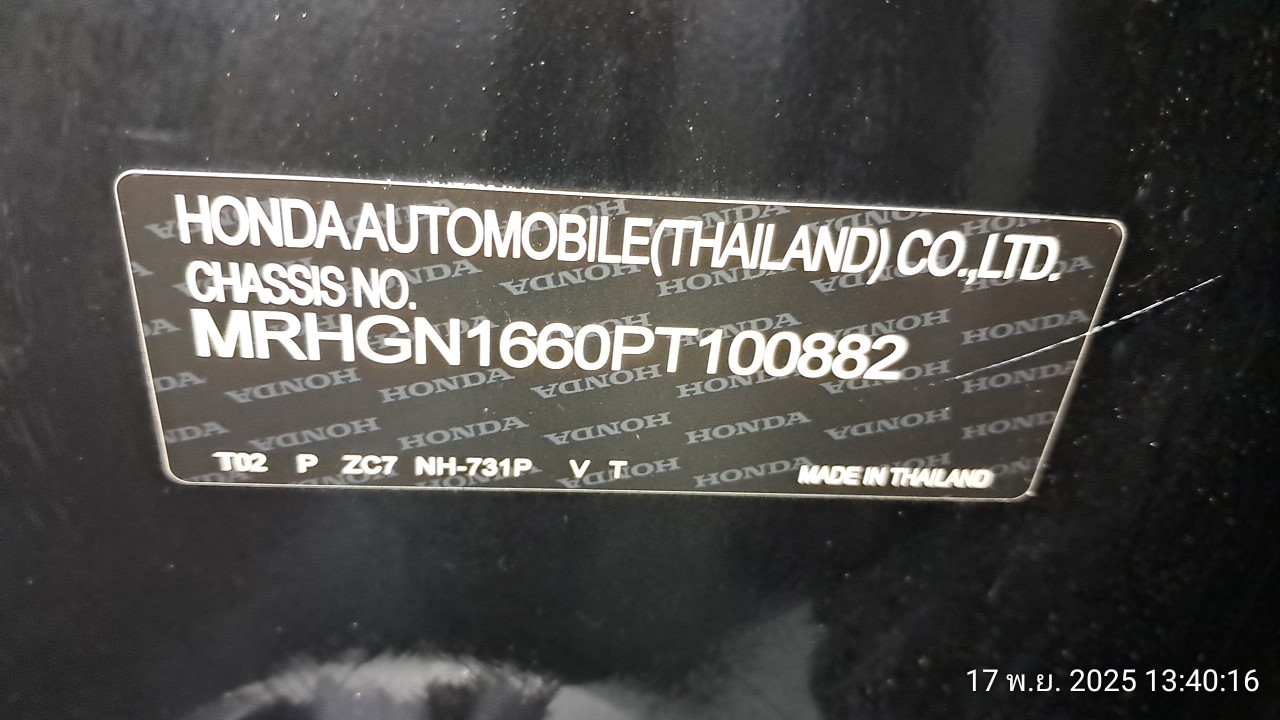 HONDA AUTOMOBILE (THAILAND) CO.,LTD.
CHASSIS NO.
MRHGN1660PT100882
T02 P ZC7 NH-731P V T
MADE IN THAILAND
17 พ.ย. 2025 13:40:16